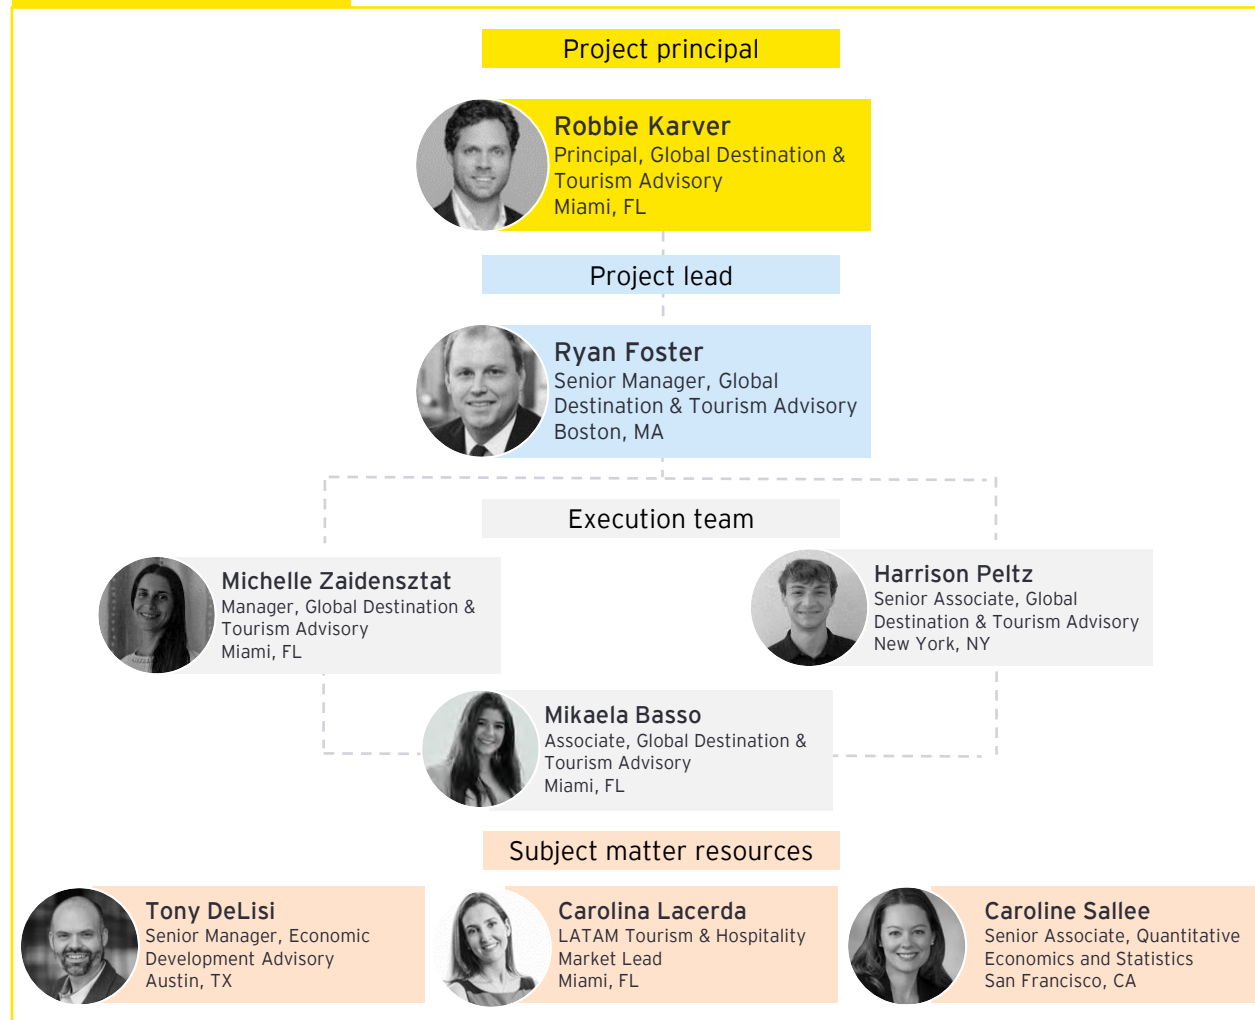 Project principal
Robbie Karver
Principal, Global Destination &
Tourism Advisory
Miami, FL
Project lead
Ryan Foster
Senior Manager, Global
Destination & Tourism Advisory
Boston, MA
Execution team
Michelle Zaidensztat
Manager, Global Destination &
Tourism Advisory
Miami, FL
Harrison Peltz
Senior Associate, Global
Destination & Tourism Advisory
New York, NY
Mikaela Basso
Associate, Global Destination &
Tourism Advisory
Miami, FL
Subject matter resources
Tony DeLisi
Senior Manager, Economic
Development Advisory
Austin, TX
Carolina Lacerda
LATAM Tourism & Hospitality
Market Lead
Miami, FL
Caroline Sallee
Senior Associate, Quantitative
Economics and Statistics
San Francisco, CA